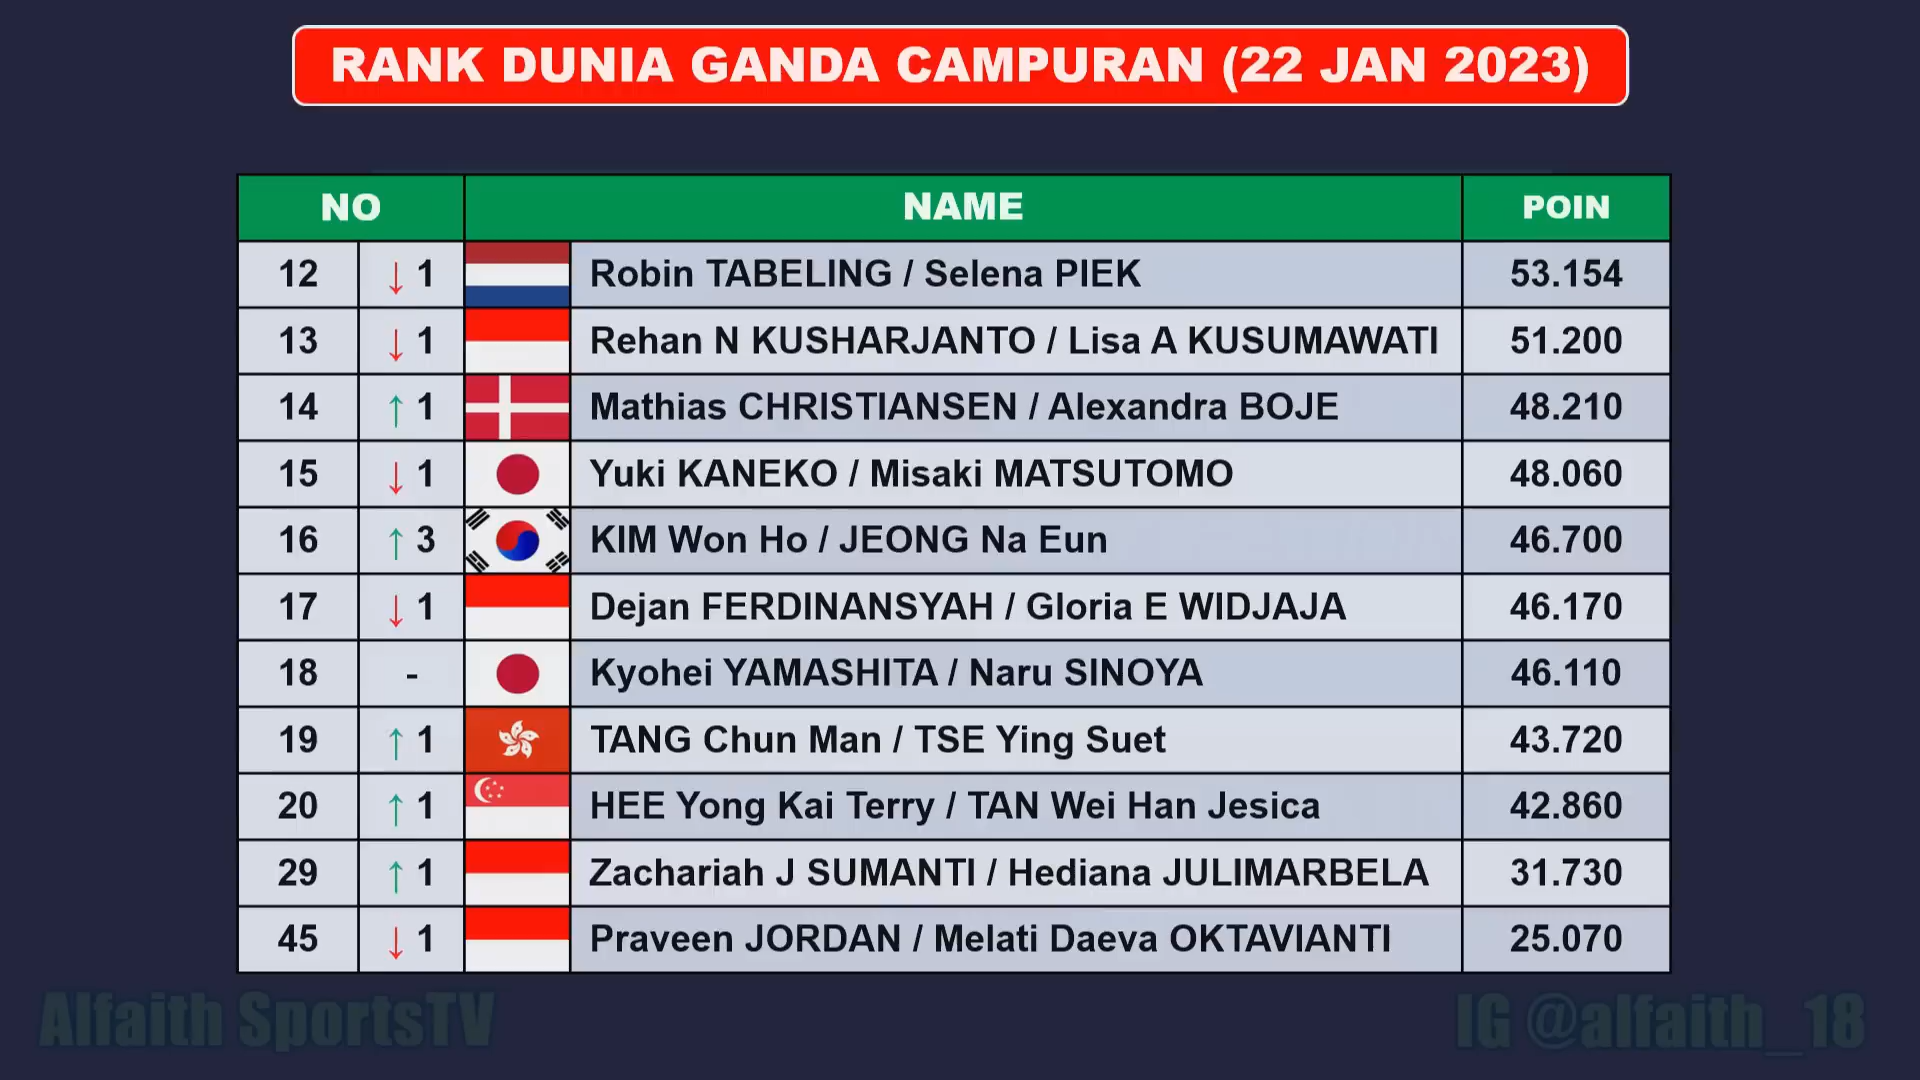 RANK DUNIA GANDA CAMPURAN (22 JAN 2023)
NO NAME POIN
12 ↓ 1 Robin TABELING / Selena PIEK 53.154
13 ↓ 1 Rehan N KUSHARJANTO / Lisa A KUSUMAWATI 51.200
14 ↑ 1 Mathias CHRISTIANSEN / Alexandra BOJE 48.210
15 ↓ 1 Yuki KANEKO / Misaki MATSUTOMO 48.060
16 ↑ 3 KIM Won Ho / JEONG Na Eun 46.700
17 ↓ 1 Dejan FERDINANSYAH / Gloria E WIDJAJA 46.170
18 - Kyohei YAMASHITA / Naru SINOYA 46.110
19 ↑ 1 TANG Chun Man / TSE Ying Suet 43.720
20 ↑ 1 HEE Yong Kai Terry / TAN Wei Han Jesica 42.860
29 ↑ 1 Zachariah J SUMANTI / Hediana JULIMARBELA 31.730
45 ↓ 1 Praveen JORDAN / Melati Daeva OKTAVIANTI 25.070
Alfaith SportsTV IG @alfaith_18